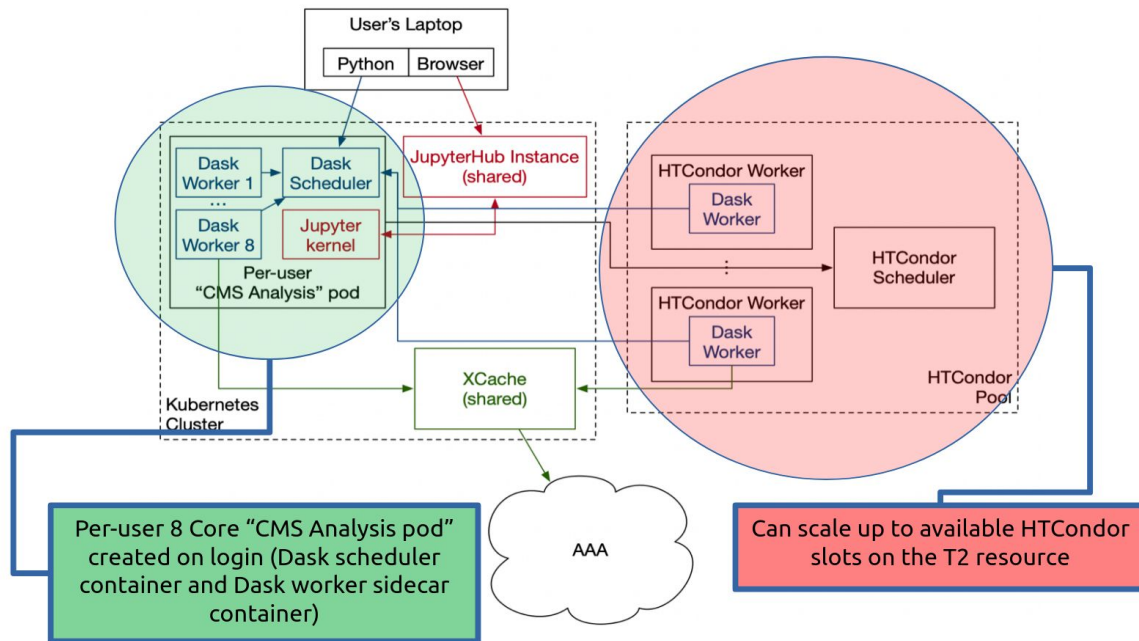 User's Laptop
Python
Browser
Dask
Worker 1
...
Dask
Worker 8
Dask
Scheduler
Jupyter
kernel
Per-user
“CMS Analysis” pod
JupyterHub Instance
(shared)
HTCondor Worker
Dask
Worker
...
HTCondor Worker
Dask
Worker
HTCondor
Scheduler
HTCondor
Pool
XCache
(shared)
Kubernetes
Cluster
AAA
Per-user 8 Core “CMS Analysis pod”
created on login (Dask scheduler
container and Dask worker sidecar
container)
Can scale up to available HTCondor
slots on the T2 resource